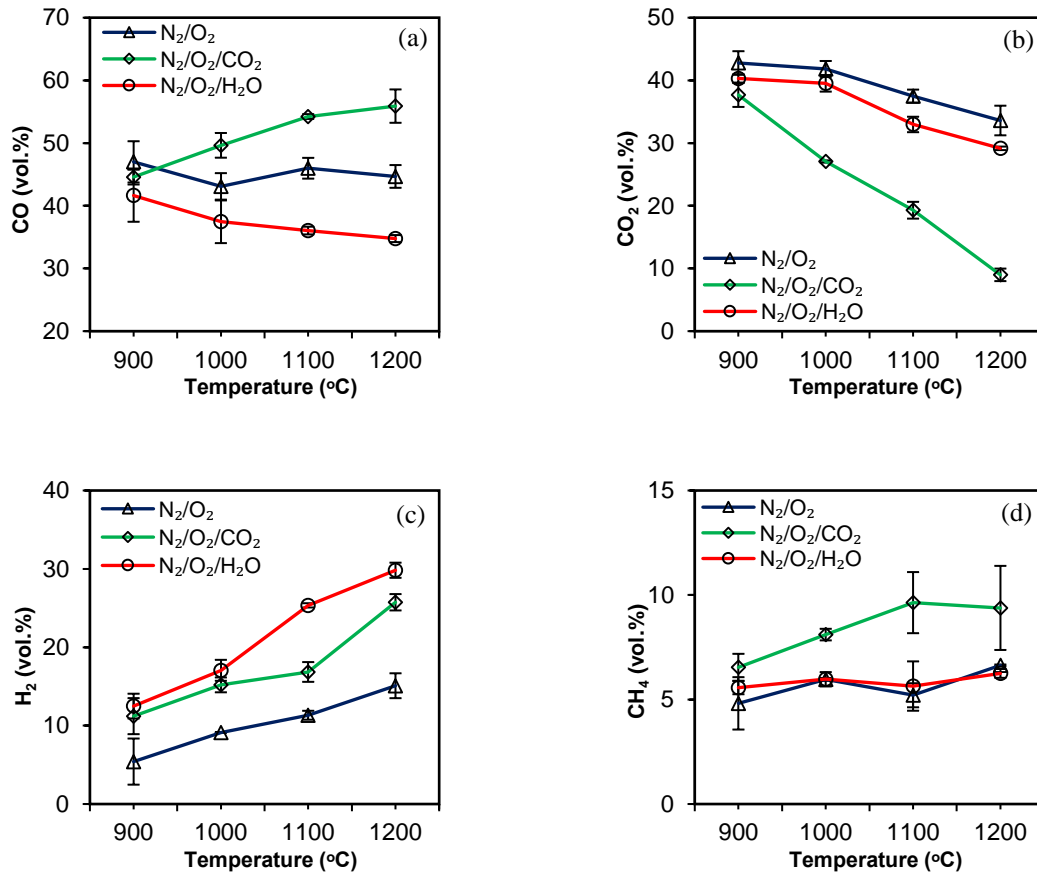 70
60
50
40
30
20
CO (vol.%)
N₂/O₂
N₂/O₂/CO₂
N₂/O₂/H₂O
(a)
900 1000 1100 1200
Temperature (ºC)
50
40
30
20
10
0
CO₂ (vol.%)
(b)
N₂/O₂
N₂/O₂/CO₂
N₂/O₂/H₂O
900 1000 1100 1200
Temperature (ºC)
40
30
20
10
0
H₂ (vol.%)
N₂/O₂
N₂/O₂/CO₂
N₂/O₂/H₂O
(c)
900 1000 1100 1200
Temperature (ºC)
15
10
5
0
CH₄ (vol.%)
N₂/O₂
N₂/O₂/CO₂
N₂/O₂/H₂O
(d)
900 1000 1100 1200
Temperature (ºC)